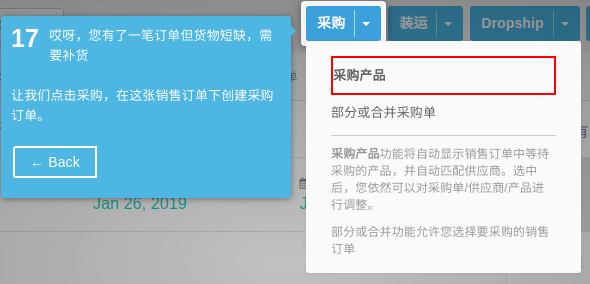 17 哎呀，您有了一笔订单但货物短缺，需
要补货
让我们点击采购，在这张销售订单下创建采购
订单。
← Back
Jan 26, 2019
采购
装运
Dropship
采购产品
部分或合并采购单
采购产品功能将自动显示销售订单中等待
采购的产品，并自动匹配供应商。选中
后，您依然可以对采购单/供应商/产品进
行调整。
部分或合并功能允许您选择要采购的销售
订单
单
有
J